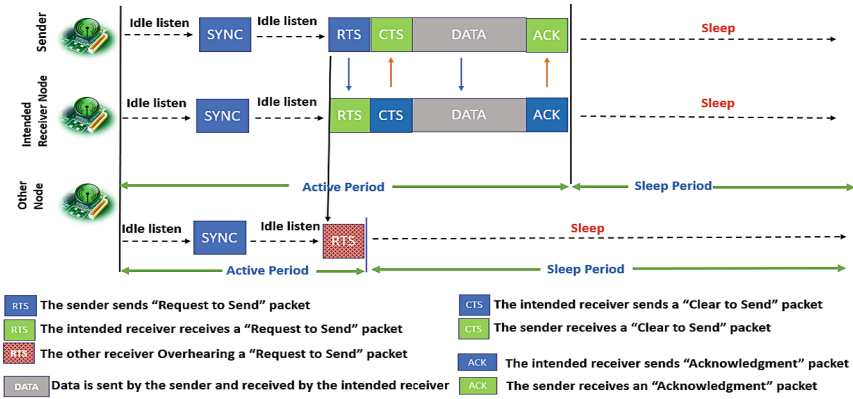 Sender
Idle listen
SYNC
Idle listen
RTS CTS DATA ACK
Sleep
Intended
Receiver Node
Idle listen
SYNC
Idle listen
RTS CTS DATA ACK
Sleep
Other
Node
Active Period
Sleep Period
Idle listen
SYNC
Idle listen
RTS
Sleep
Active Period
Sleep Period
RTS The sender sends “Request to Send” packet
RTS The intended receiver receives a “Request to Send” packet
RTS The other receiver Overhearing a “Request to Send” packet
DATA Data is sent by the sender and received by the intended receiver
CTS The intended receiver sends a “Clear to Send” packet
CTS The sender receives a “Clear to Send” packet
ACK The intended receiver sends “Acknowledgment” packet
ACK The sender receives an “Acknowledgment” packet